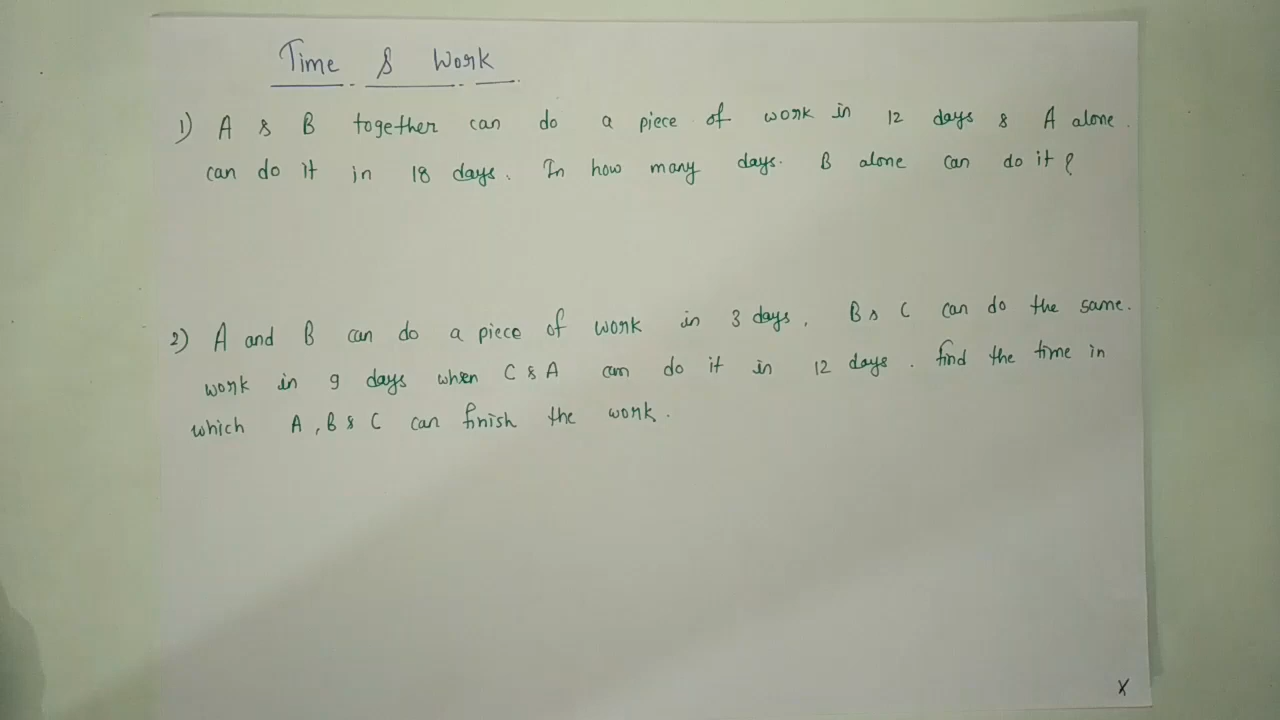 Time & Work
1) A & B together can do a piece of work in 12 days & A alone.
can do it in 18 days. In how many days. B alone can do it ?
2) A and B can do a piece of work in 3 days, B & C can do the same.
work in 9 days when C & A can do it in 12 days. find the time in
which A, B & C can finish the work.
X